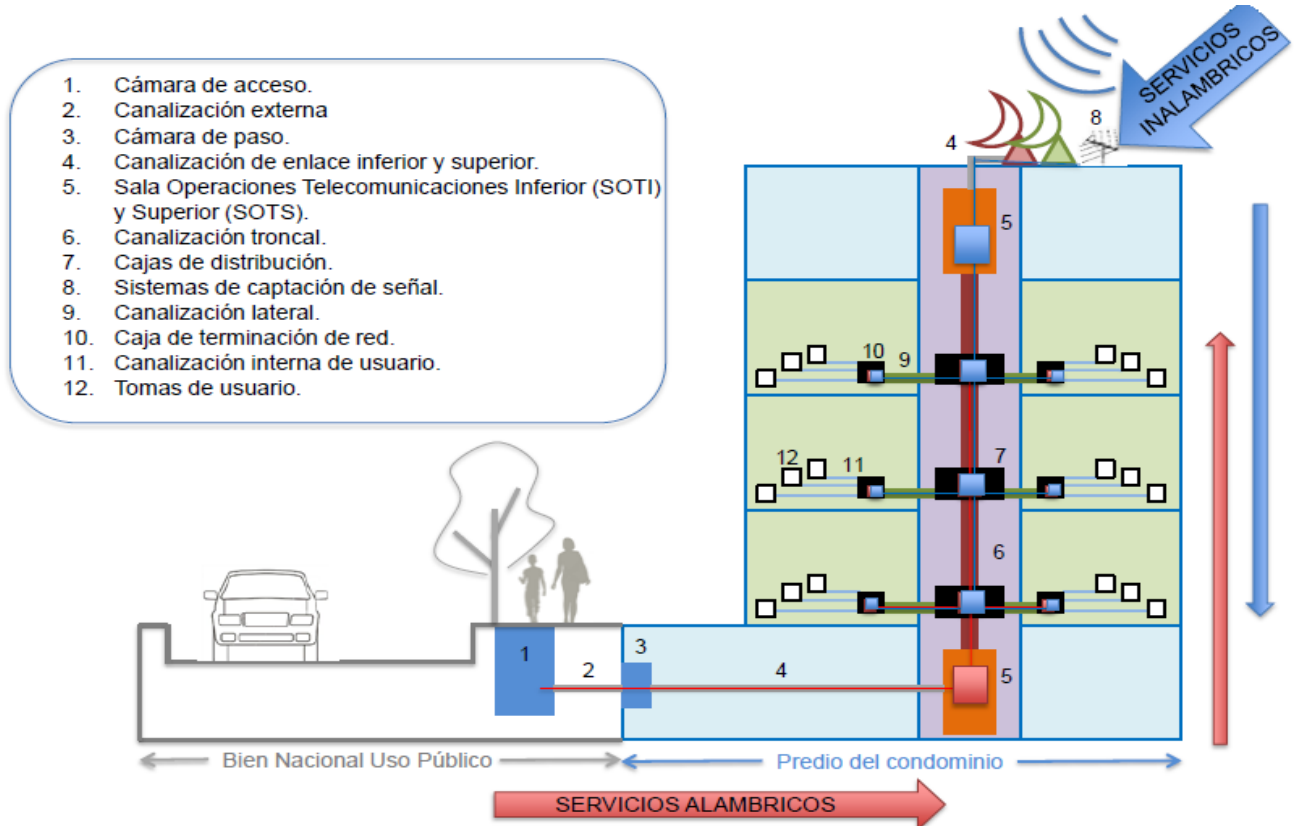 1. Cámara de acceso.
2. Canalización externa
3. Cámara de paso.
4. Canalización de enlace inferior y superior.
5. Sala Operaciones Telecomunicaciones Inferior (SOTI)
y Superior (SOTS).
6. Canalización troncal.
7. Cajas de distribución.
8. Sistemas de captación de señal.
9. Canalización lateral.
10. Caja de terminación de red.
11. Canalización interna de usuario.
12. Tomas de usuario.
SERVICIOS
INALAMBRICOS
8
4
5
10
9
12
11
7
6
1
2
3
4
5
Bien Nacional Uso Público
Predio del condominio
SERVICIOS ALAMBRICOS